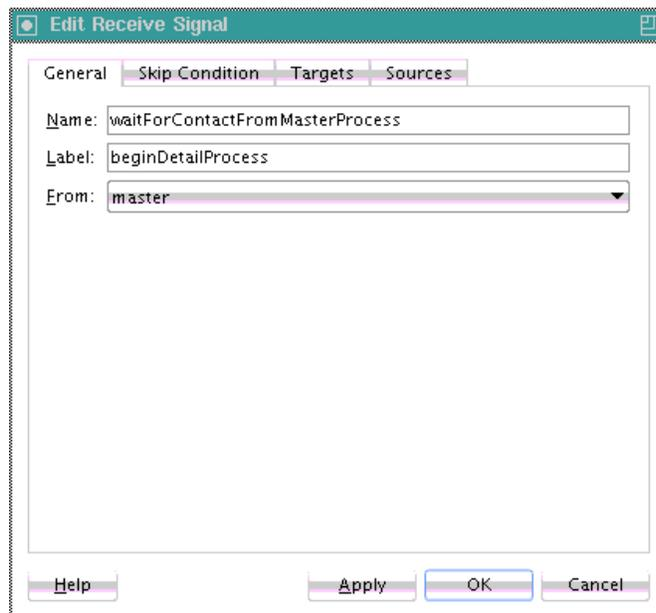 Edit Receive Signal
General Skip Condition Targets Sources
Name: waitForContactFromMasterProcess
Label: beginDetailProcess
From: master
Help Apply OK Cancel